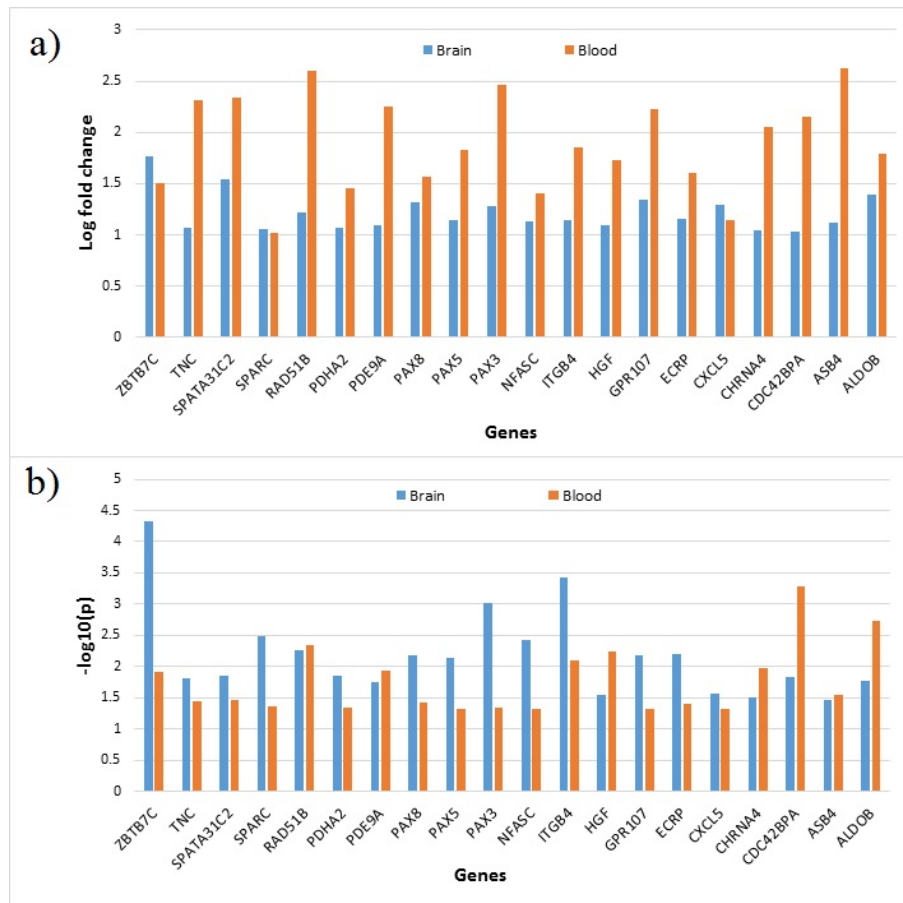 a)
Brain Blood
3
2.5
2
1.5
1
0.5
0
Log fold change
ZBTB7C TNC SPATA31C2 SPARC RAD51B PDHA2 PDE9A PAX8 PAX5 PAX3 NFASC ITGB4 HGF GPR107 ECRP CXCL5 CHRNA4 CDC42BPA ASB4 ALDOB
Genes
b)
Brain Blood
5
4.5
4
3.5
3
2.5
2
1.5
1
0.5
0
-log10(p)
ZBTB7C TNC SPATA31C2 SPARC RAD51B PDHA2 PDE9A PAX8 PAX5 PAX3 NFASC ITGB4 HGF GPR107 ECRP CXCL5 CHRNA4 CDC42BPA ASB4 ALDOB
Genes